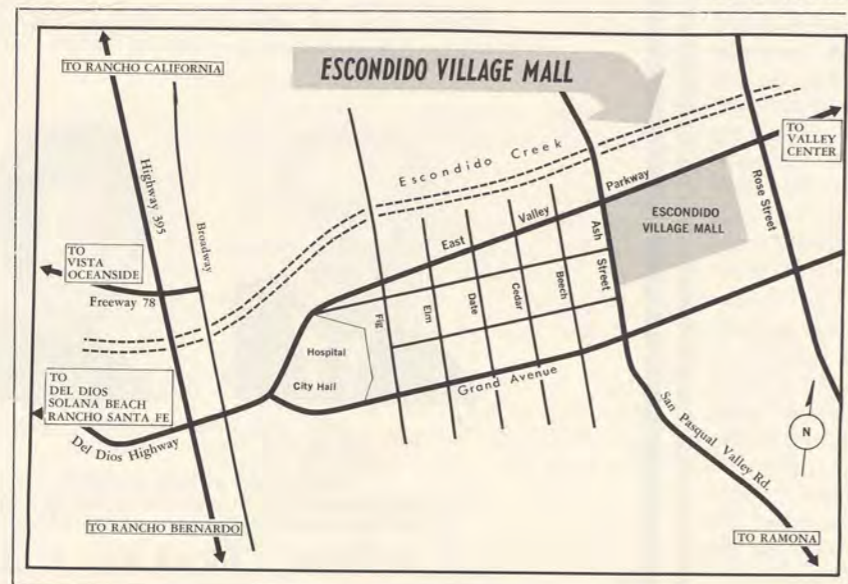 ESCONDIDO VILLAGE MALL
TO RANCHO CALIFORNIA
Highway 395
Broadway
Escondido Creek
TO
VALLEY
CENTER
Parkway
Rose Street
ESCONDIDO
VILLAGE MALL
East Valley
Ash Street
TO
VISTA
OCEANSIDE
Freeway 78
Fig
Elm
Date
Cedar
Beech
Hospital
City Hall
Grand Avenue
TO
DEL DIOS
SOLANA BEACH
RANCHO SANTA FE
Del Dios Highway
San Pasqual Valley Rd.
N
TO RANCHO BERNARDO
TO RAMONA